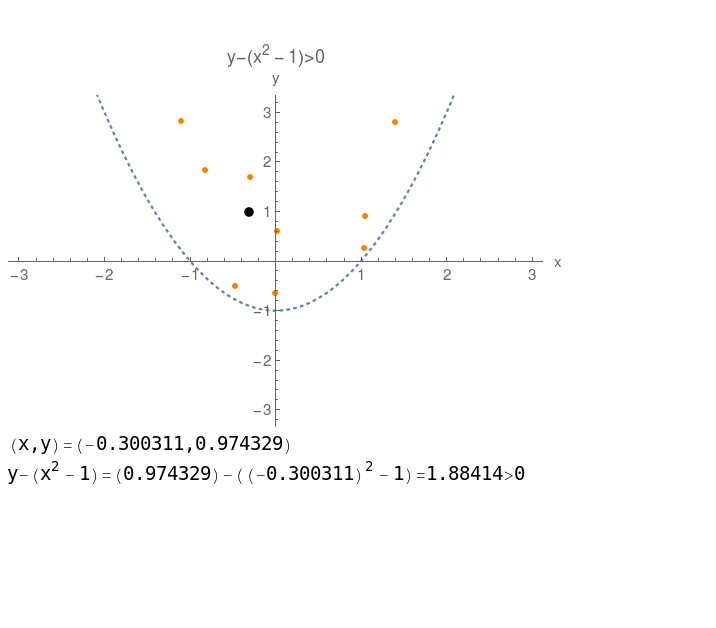 y−(x² − 1)>0
y
3
2
1
−3 −2 −1 1 2 3 x
−1
−2
−3
(x,y)=(−0.300311,0.974329)
y−(x² − 1)=(0.974329)−((−0.300311)² − 1)=1.88414>0